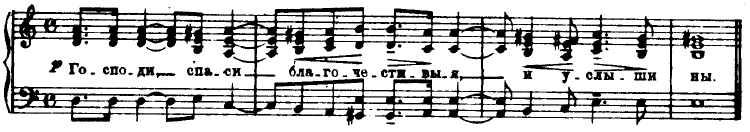 р Го-спо-ди, спа-си бла-го-че-сти-вы-я, и у-слы-ши ны.